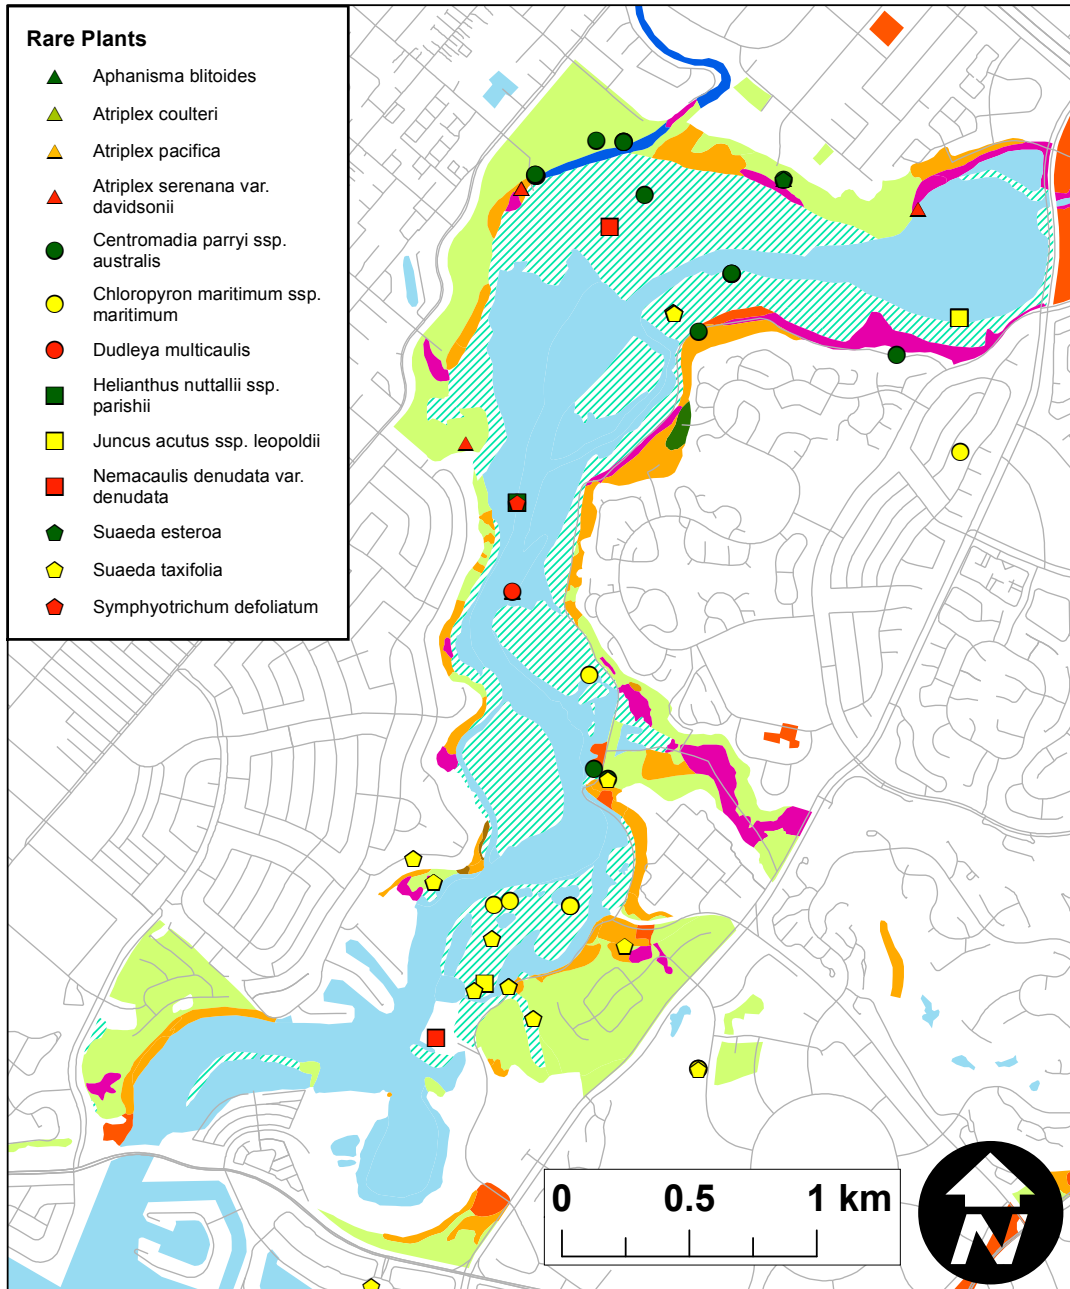 Rare Plants
Aphanisma blitoides
Atriplex coulteri
Atriplex pacifica
Atriplex serenana var.
davidsonii
Centromadia parryi ssp.
australis
Chloropyron maritimum ssp.
maritimum
Dudleya multicaulis
Helianthus nuttallii ssp.
parishii
Juncus acutus ssp. leopoldii
Nemacaulis denudata var.
denudata
Suaeda esteroa
Suaeda taxifolia
Symphyotrichum defoliatum
0 0.5 1 km
N